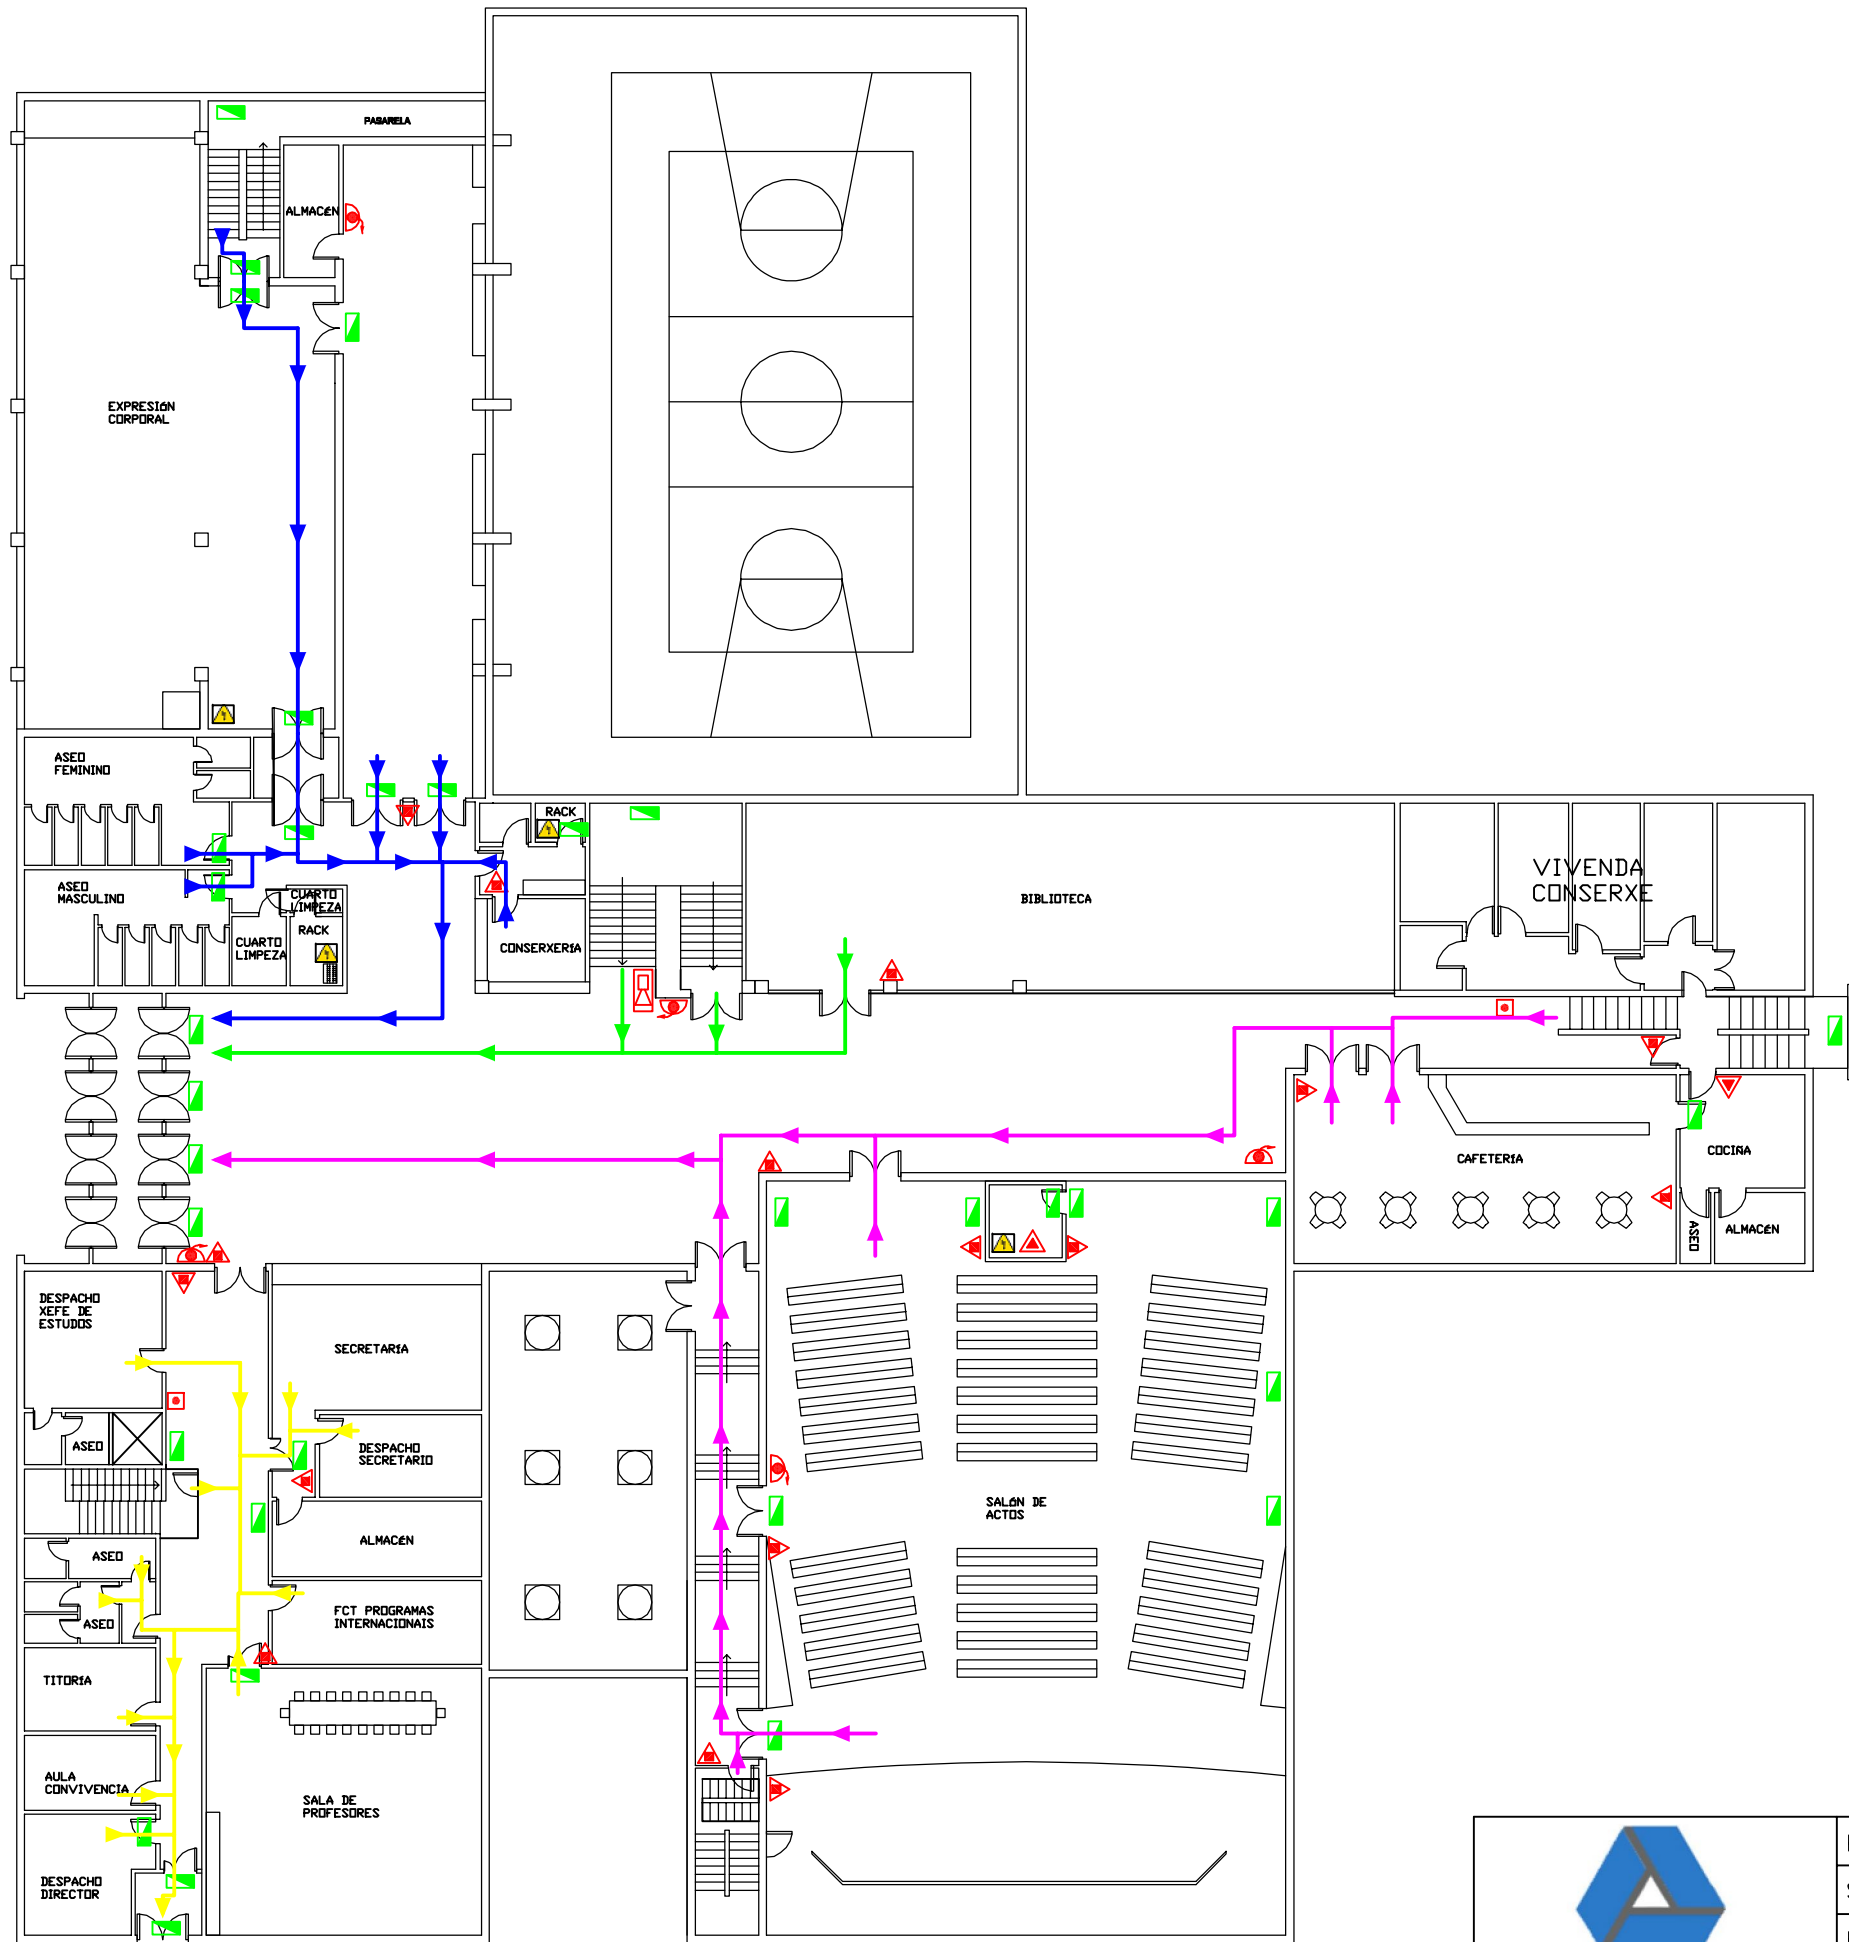 PASARELA
ALMACÉN
EXPRESIÓN
CORPORAL
ASEO
FEMININO
RACK
ASEO
MASCULINO
CUARTO
LIMPEZA
RACK
CUARTO
LIMPEZA
CONSERXERÍA
BIBLIOTECA
VIVENDA
CONSERXE
CAFETERÍA
COCIÑA
ASEO
ALMACÉN
DESPACHO
XEFE DE
ESTUDOS
SECRETARÍA
ASEO
DESPACHO
SECRETARIO
SALÓN DE
ACTOS
ALMACÉN
ASEO
ASEO
FCT PROGRAMAS
INTERNACIONAIS
TITORÍA
AULA
CONVIVENCIA
SALA DE
PROFESORES
DESPACHO
DIRECTOR